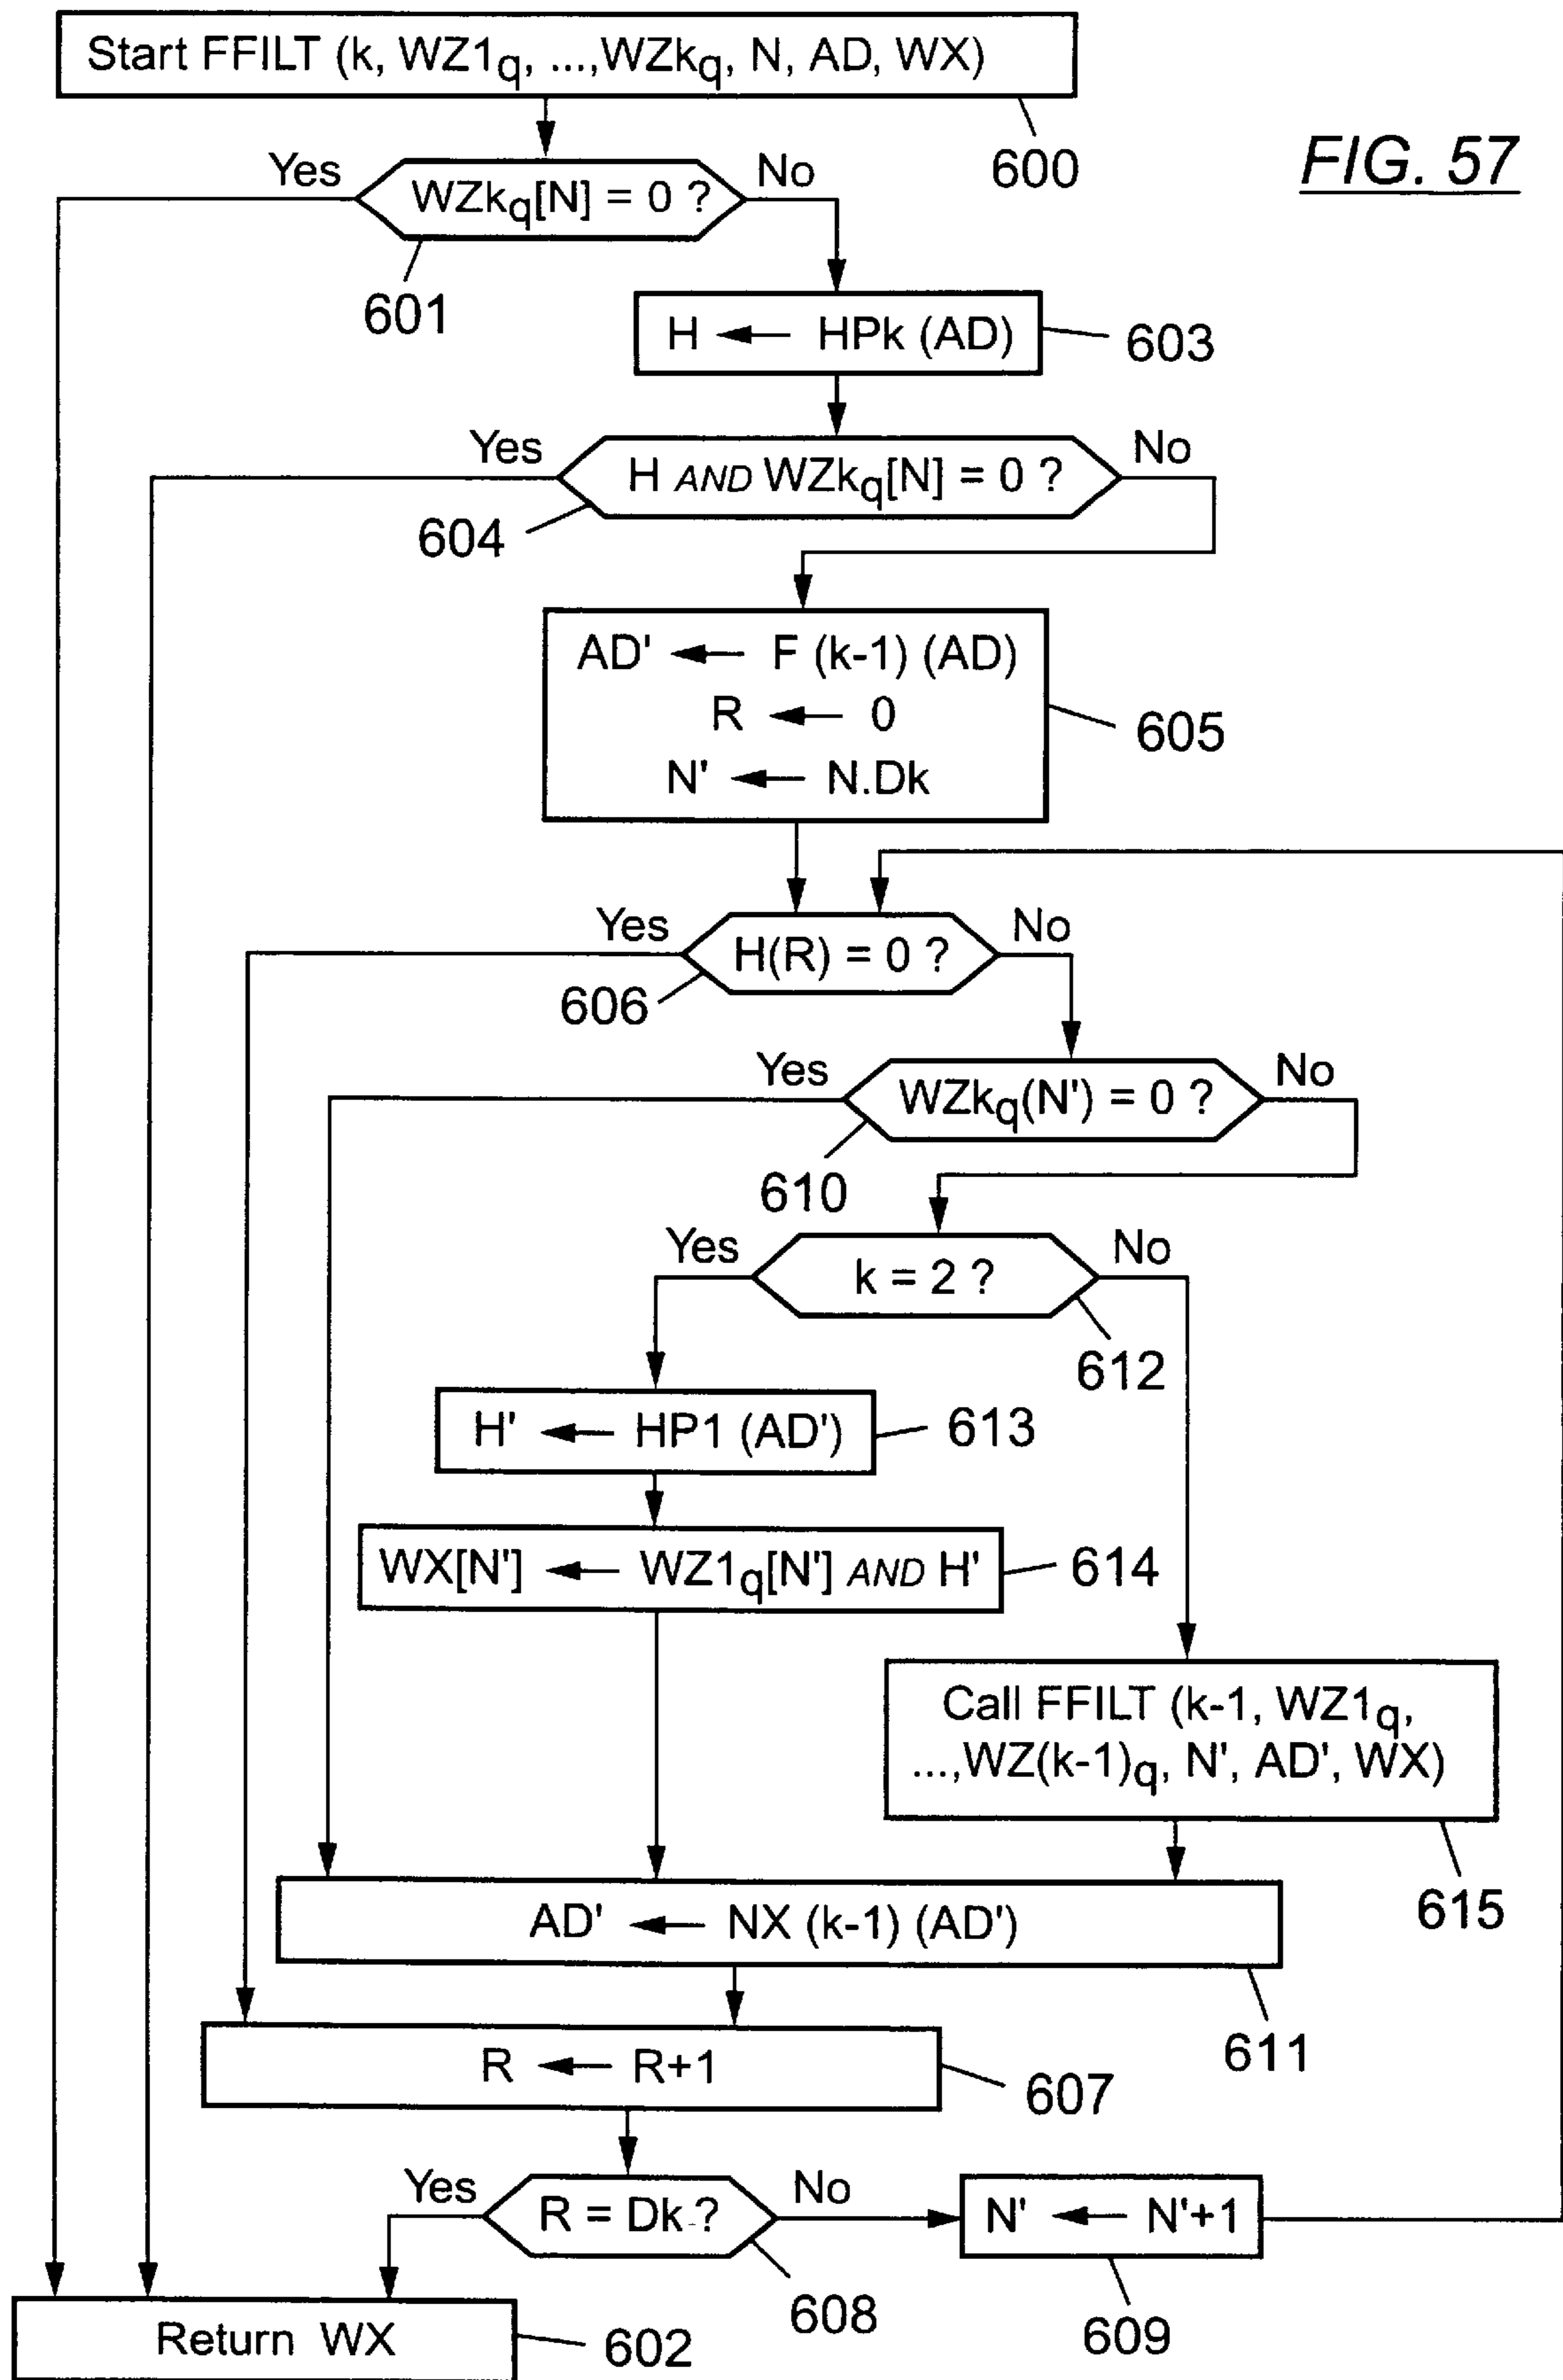 Start FFILT (k, WZ1q, ...,WZkq, N, AD, WX)
600
FIG. 57
Yes
WZkq[N] = 0 ?
No
601
H ← HPk (AD)
603
Yes
H AND WZkq[N] = 0 ?
No
604
AD' ← F (k-1) (AD)
R ← 0
N' ← N.Dk
605
Yes
H(R) = 0 ?
No
606
Yes
WZkq(N') = 0 ?
No
610
Yes
k = 2 ?
No
612
H' ← HP1 (AD')
613
WX[N'] ← WZ1q[N'] AND H'
614
Call FFILT (k-1, WZ1q,
...,WZ(k-1)q, N', AD', WX)
615
AD' ← NX (k-1) (AD')
611
R ← R+1
607
Yes
R = Dk ?
No
608
N' ← N'+1
609
Return WX
602